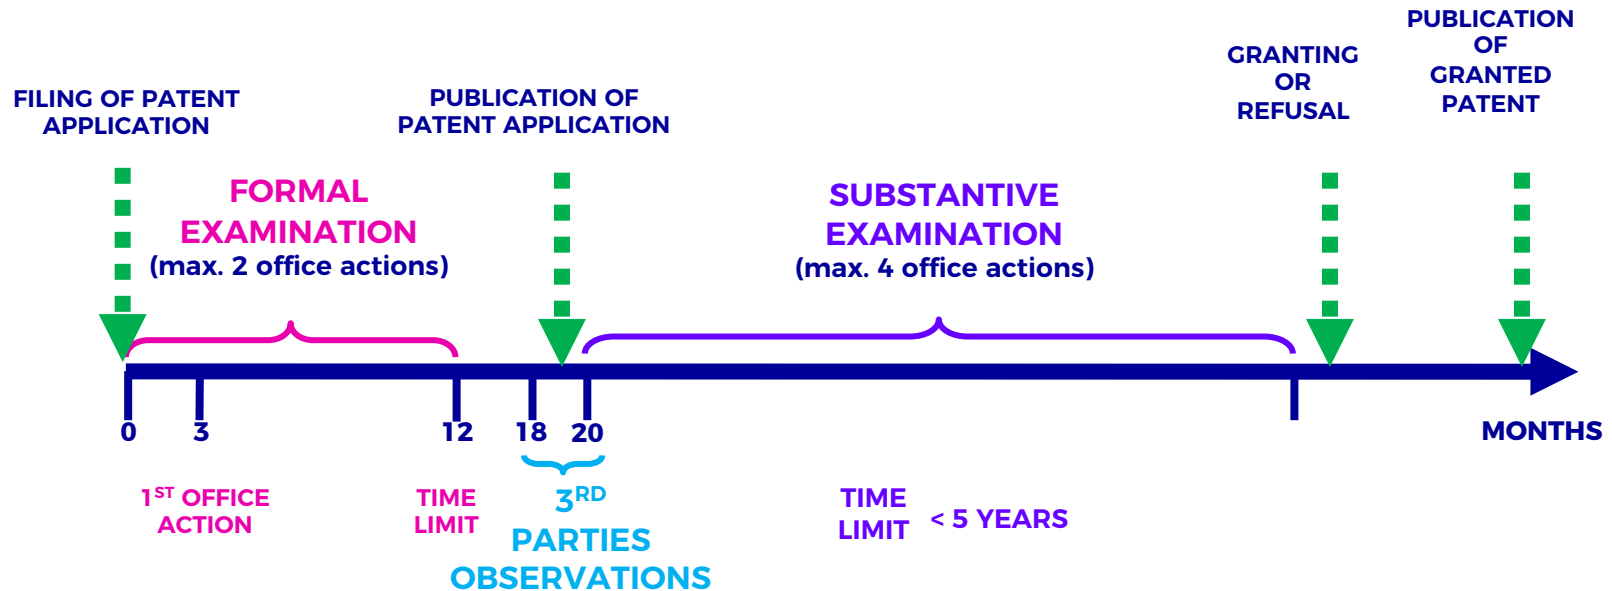 FILING OF PATENT
APPLICATION
PUBLICATION OF
PATENT APPLICATION
GRANTING
OR
REFUSAL
PUBLICATION
OF
GRANTED
PATENT
FORMAL
EXAMINATION
(max. 2 office actions)
SUBSTANTIVE
EXAMINATION
(max. 4 office actions)
0 3 12 18 20
MONTHS
1ST OFFICE
ACTION
TIME
LIMIT
3RD
PARTIES
OBSERVATIONS
TIME
LIMIT
< 5 YEARS